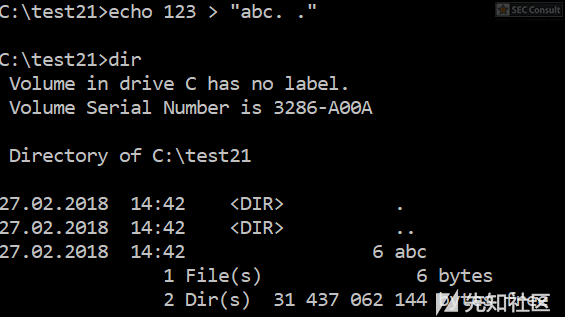 C:\test21>echo 123 > "abc. ."
SEC Consult
C:\test21>dir
 Volume in drive C has no label.
 Volume Serial Number is 3286-A00A
 Directory of C:\test21
27.02.2018  14:42    <DIR>          .
27.02.2018  14:42    <DIR>          ..
27.02.2018  14:42                 6 abc
               1 File(s)              6 bytes
               2 Dir(s)  31 437 062 144 bytes free
先知社区